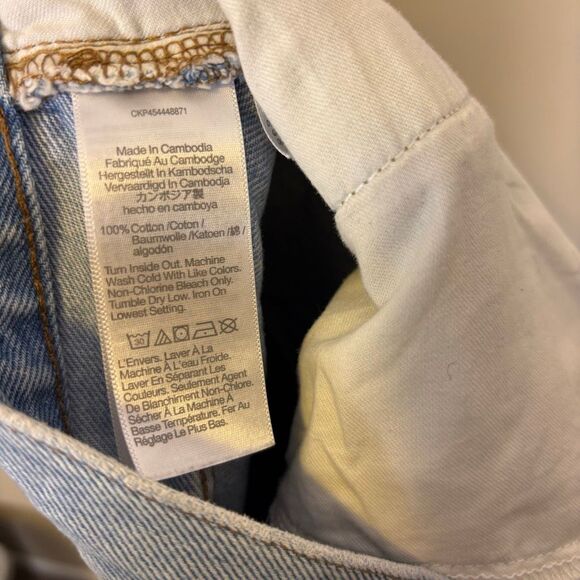 CKP454448871
Made In Cambodia
Fabriqué Au Cambodge
Hergestellt In Kambodscha
Vervaardigd In Cambodja
カンボジア製
hecho en camboya
100% Cotton /Coton/
Baumwolle /Katoen /綿/
algodón
Turn Inside Out. Machine
Wash Cold With Like Colors.
Non-Chlorine Bleach Only.
Tumble Dry Low. Iron On
Lowest Setting.
30
L'Envers. Laver À La
Machine À L'eau Froide.
Laver En Séparant Les
Couleurs. Seulement Agent
De Blanchiment Non-Chlore.
Sécher À La Machine À
Basse Température. Fer Au
Réglage Le Plus Bas.